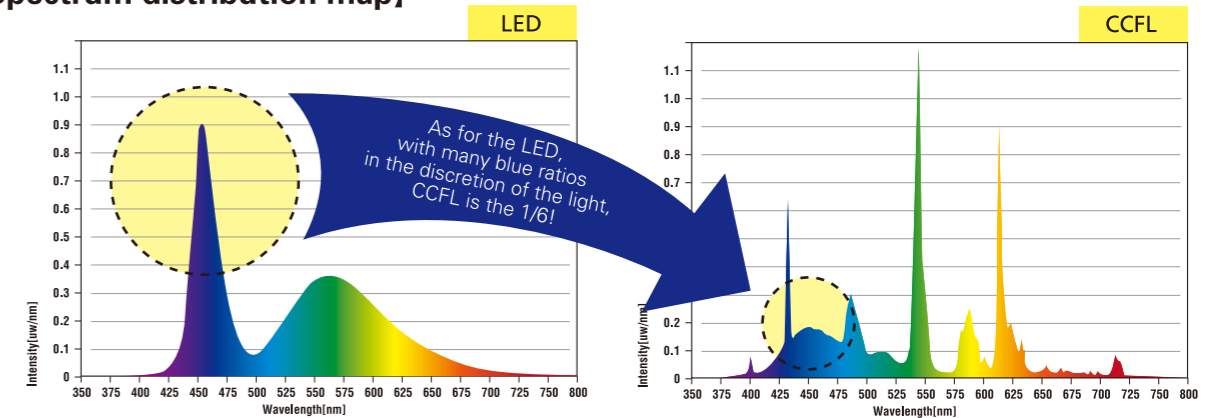 spectrum distribution map】
LED
1.1
1.0
0.9
0.8
0.7
0.6
0.5
0.4
0.3
0.2
0.1
0
Intensity[uw/nm]
350 375 400 425 450 475 500 525 550 575 600 625 650 675 700 725 750 775 800
Wavelength[nm]
As for the LED,
with many blue ratios
in the discretion of the light,
CCFL is the 1/6!
CCFL
1.1
1.0
0.9
0.8
0.7
0.2
0.1
0
Intensity[uw/nm]
350 375 400 425 450 475 500 525 550 575 600 625 650 675 700 725 750 775 800
Wavelength[nm]